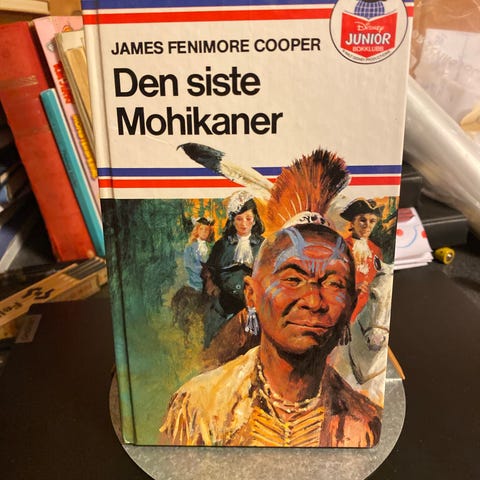 JAMES FENIMORE COOPER
Den siste
Mohikaner
Disney
JUNIOR
BOKKLUBB